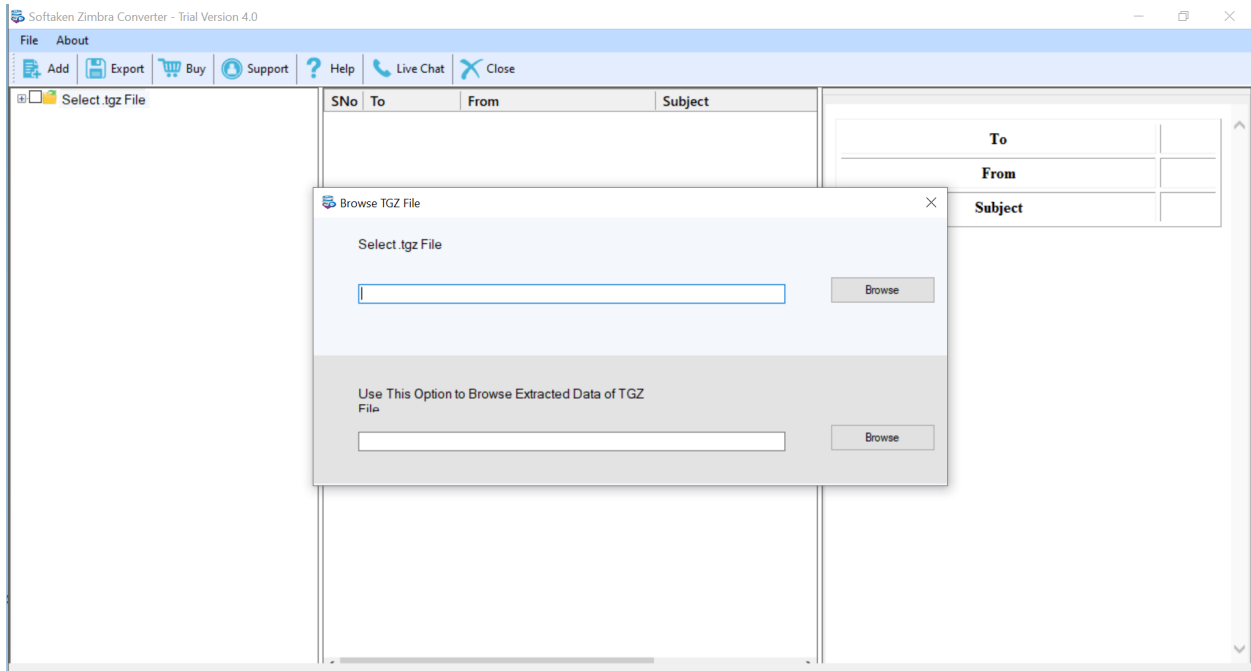 Softaken Zimbra Converter - Trial Version 4.0
File About
Add Export Buy Support Help Live Chat Close
Select .tgz File
SNo To From Subject
To
From
Subject
Browse TGZ File
Select .tgz File
Browse
Use This Option to Browse Extracted Data of TGZ
File
Browse